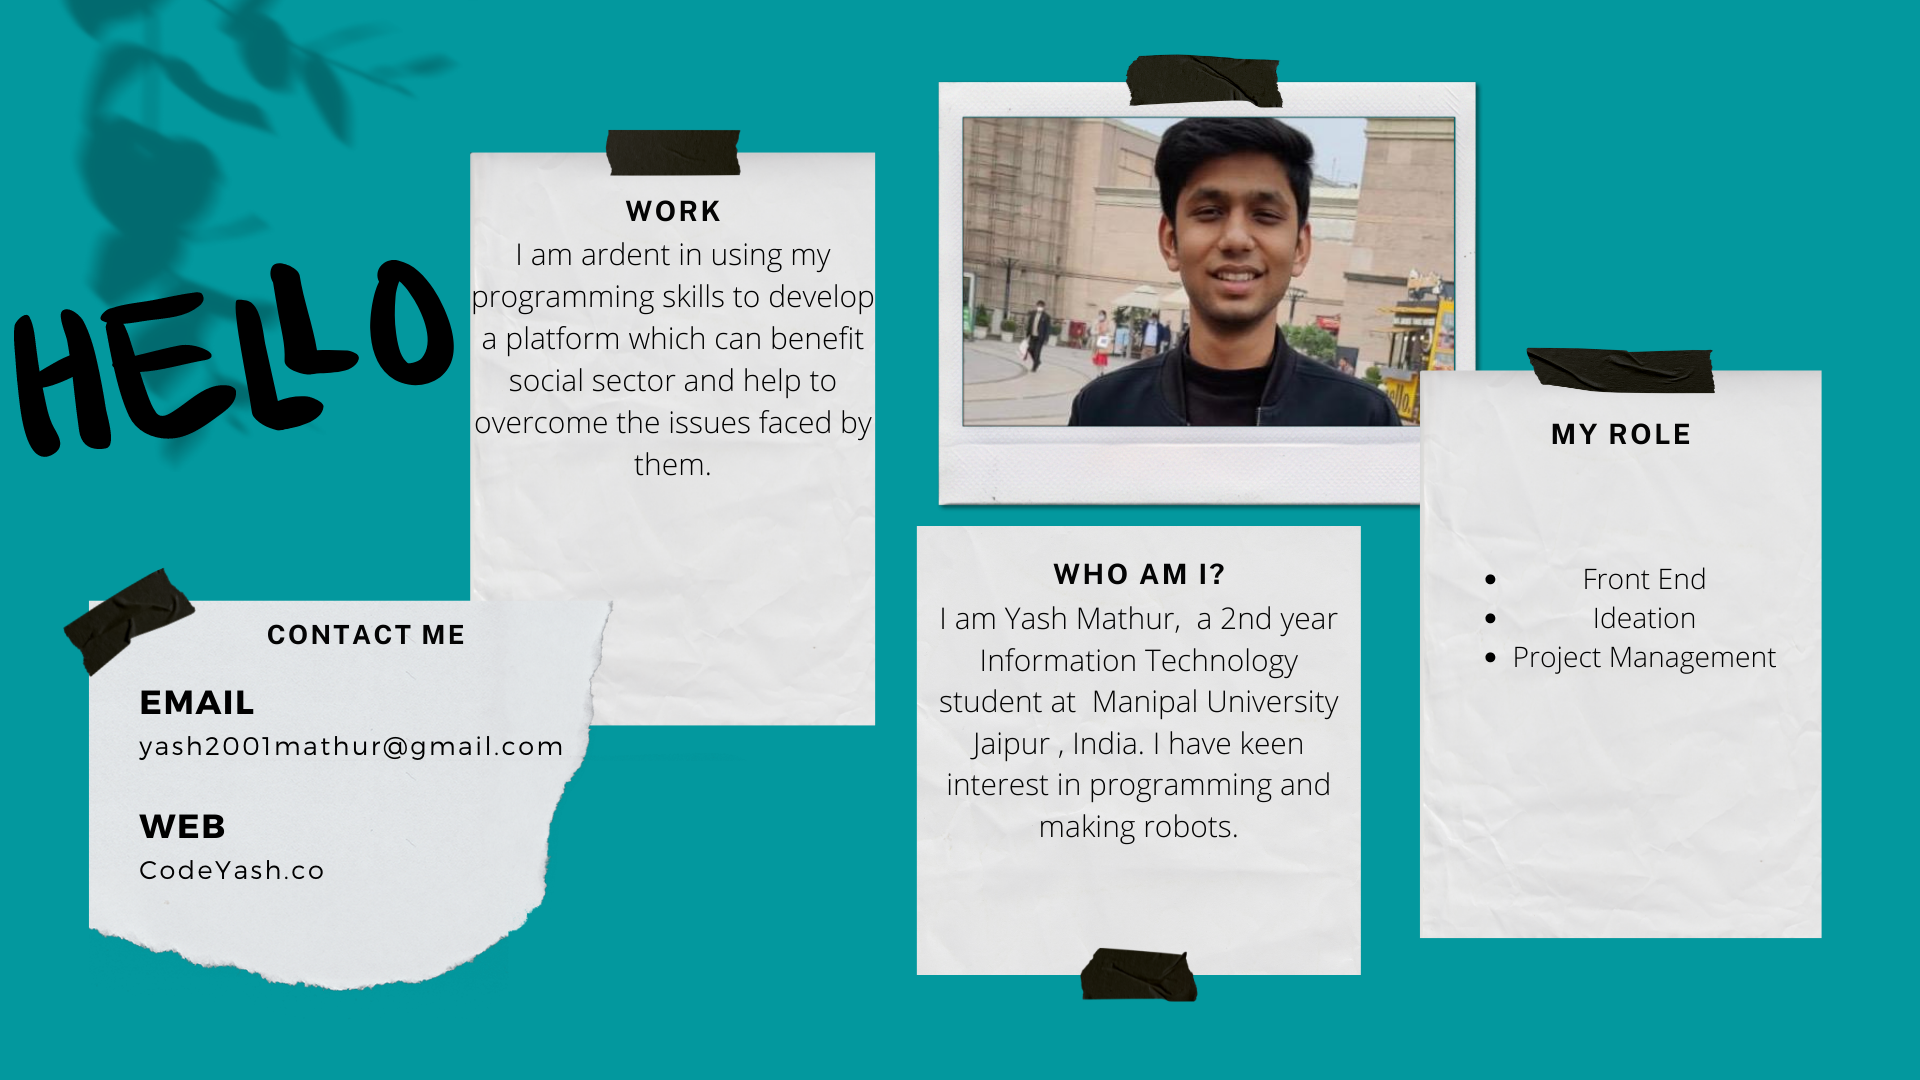 HELLO
WORK
I am ardent in using my
programming skills to develop
a platform which can benefit
social sector and help to
overcome the issues faced by
them.
CONTACT ME
EMAIL
yash2001mathur@gmail.com
WEB
CodeYash.co
WHO AM I?
I am Yash Mathur,  a 2nd year
Information Technology
student at  Manipal University
Jaipur , India. I have keen
interest in programming and
making robots.
MY ROLE
• Front End
• Ideation
• Project Management